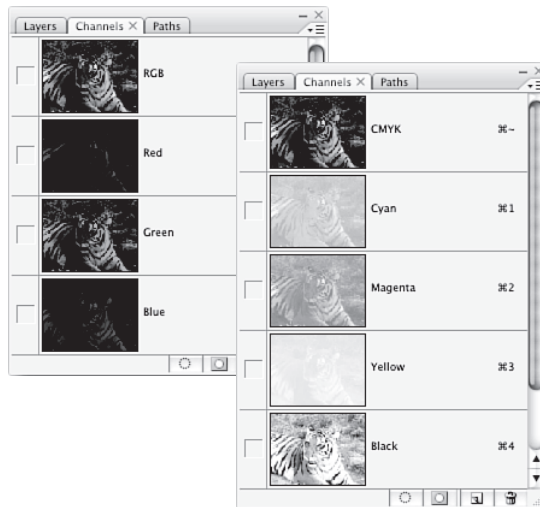 Layers Channels × Paths
RGB
Red
Green
Blue
Layers Channels × Paths
CMYK ⌘~
Cyan ⌘1
Magenta ⌘2
Yellow ⌘3
Black ⌘4